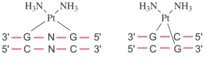 H₃N NH₃ H₃N NH₃
Pt Pt
3' G N G 5' 3' G 5'
5' C N C 3' 5' C G 3'